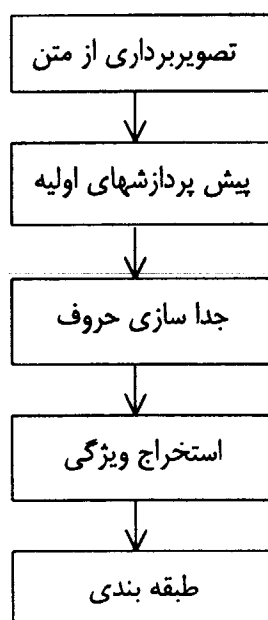 تصویربرداری از متن
پیش پردازشهای اولیه
جدا سازی حروف
استخراج ویژگی
طبقه بندی